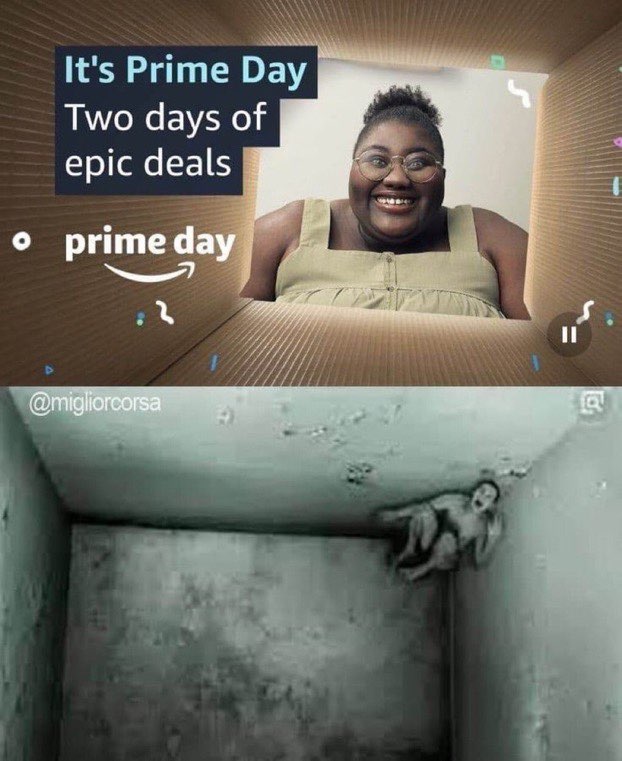 It's Prime Day
Two days of
epic deals
prime day
@migliorcorsa